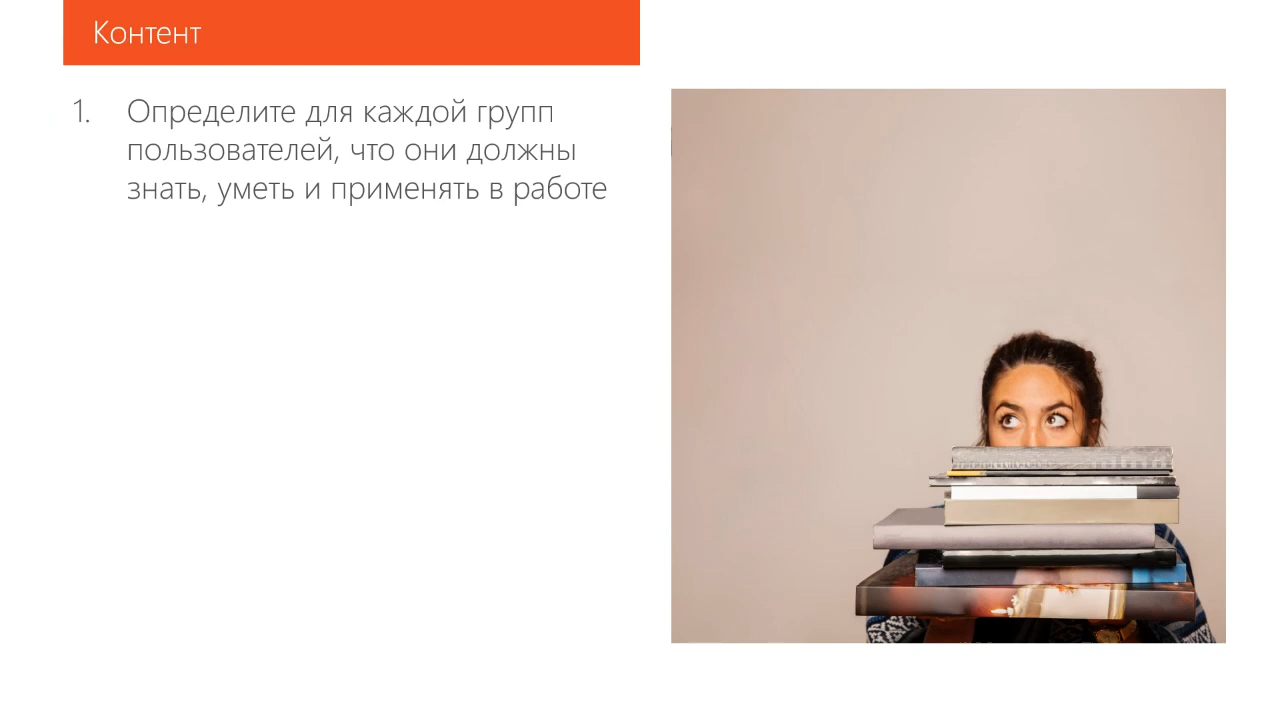 Контент
1. Определите для каждой групп
пользователей, что они должны
знать, уметь и применять в работе